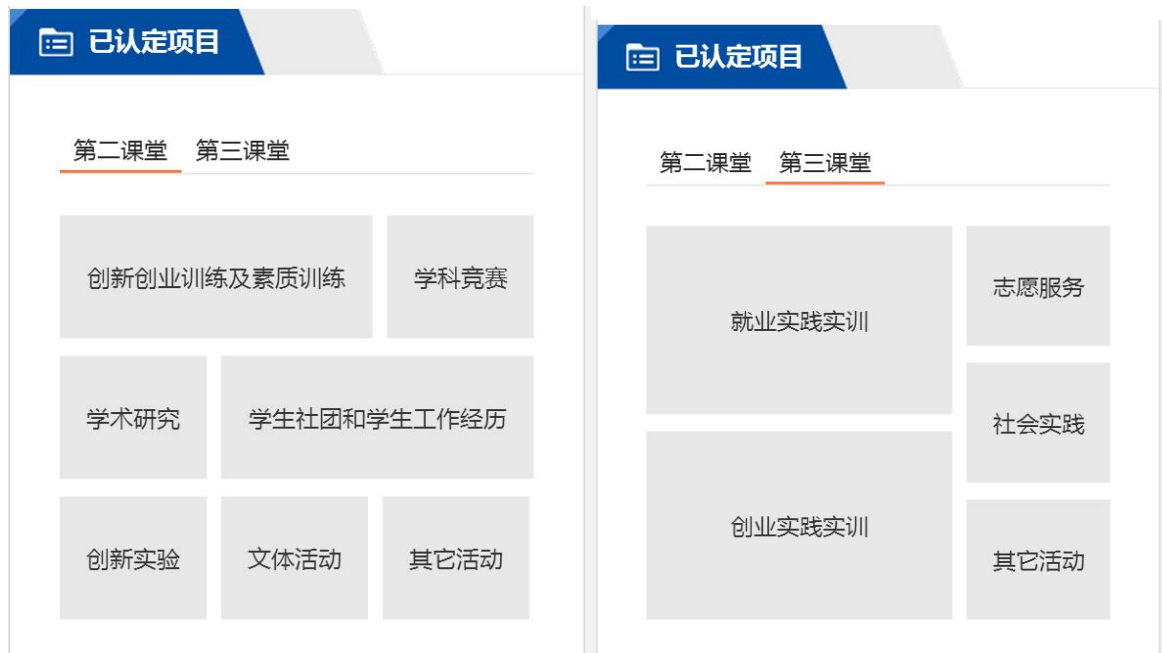 已认定项目
第二课堂 第三课堂
创新创业训练及素质训练 学科竞赛
学术研究 学生社团和学生工作经历
创新实验 文体活动 其它活动
已认定项目
第二课堂 第三课堂
就业实践实训
创业实践实训
志愿服务
社会实践
其它活动